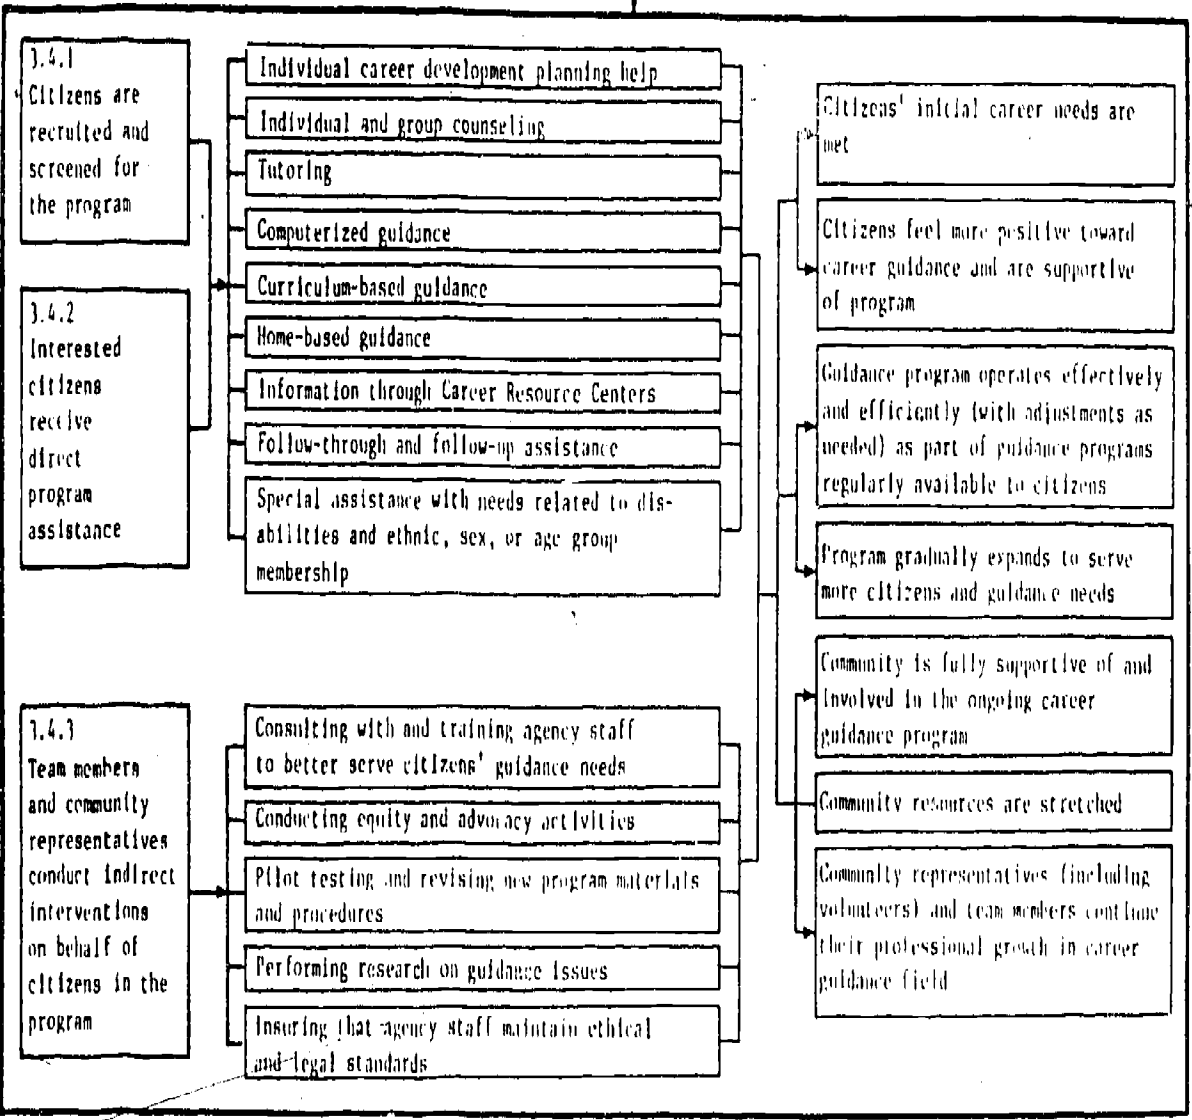 3.4.1
Citizens are
recruited and
screened for
the program
3.4.2
Interested
citizens
receive
direct
program
assistance
Individual career development planning help
Individual and group counseling
Tutoring
Computerized guidance
Curriculum-based guidance
Home-based guidance
Information through Career Resource Centers
Follow-through and follow-up assistance
Special assistance with needs related to dis-
abilities and ethnic, sex, or age group
membership
3.4.3
Team members
and community
representatives
conduct indirect
interventions
on behalf of
citizens in the
program
Consulting with and training agency staff
to better serve citizens' guidance needs
Conducting equity and advocacy activities
Pilot testing and revising new program materials
and procedures
Performing research on guidance issues
Insuring that agency staff maintain ethical
and legal standards
Citizens' initial career needs are
met
Citizens feel more positive toward
career guidance and are supportive
of program
Guidance program operates effectively
and efficiently (with adjustments as
needed) as part of guidance programs
regularly available to citizens
Program gradually expands to serve
more citizens and guidance needs
Community is fully supportive of and
involved in the ongoing career
guidance program
Community resources are stretched
Community representatives (including
volunteers) and team members continue
their professional growth in career
guidance field